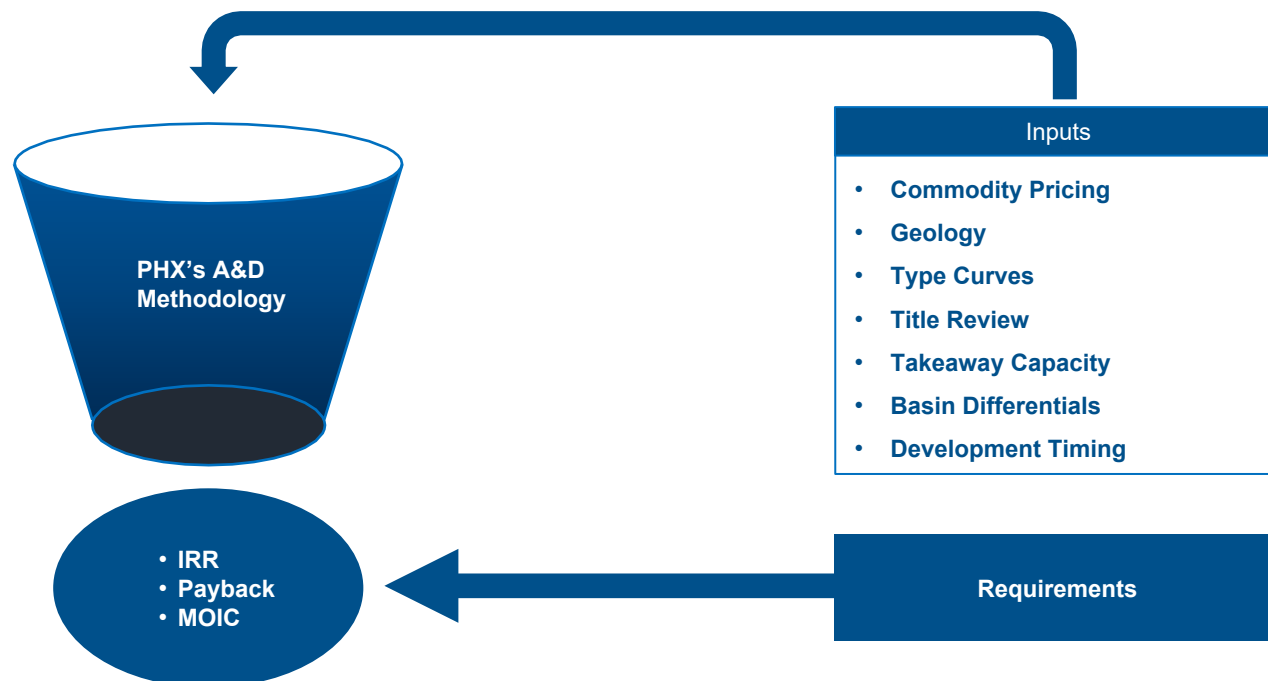 Inputs
• Commodity Pricing
• Geology
• Type Curves
• Title Review
• Takeaway Capacity
• Basin Differentials
• Development Timing
PHX’s A&D
Methodology
• IRR
• Payback
• MOIC
Requirements